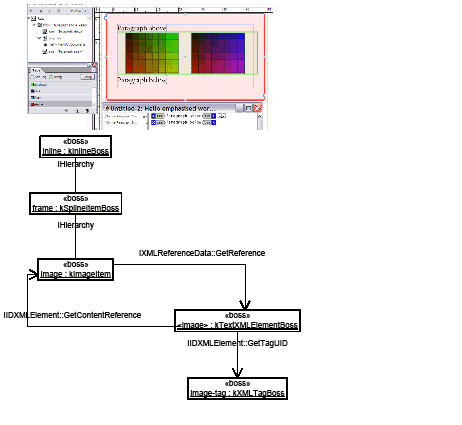 Paragraph above
Paragraph below
Untitled-2: Hello emphasised wor...
«boss»
inline : kInlineBoss
IHierarchy
«boss»
frame : kSplineItemBoss
IHierarchy
«boss»
image : kImageItem
IXMLReferenceData::GetReference
IIDXMLElement::GetContentReference
«boss»
<image> : kTextXMLElementBoss
IIDXMLElement::GetTagUID
«boss»
image-tag : kXMLTagBoss